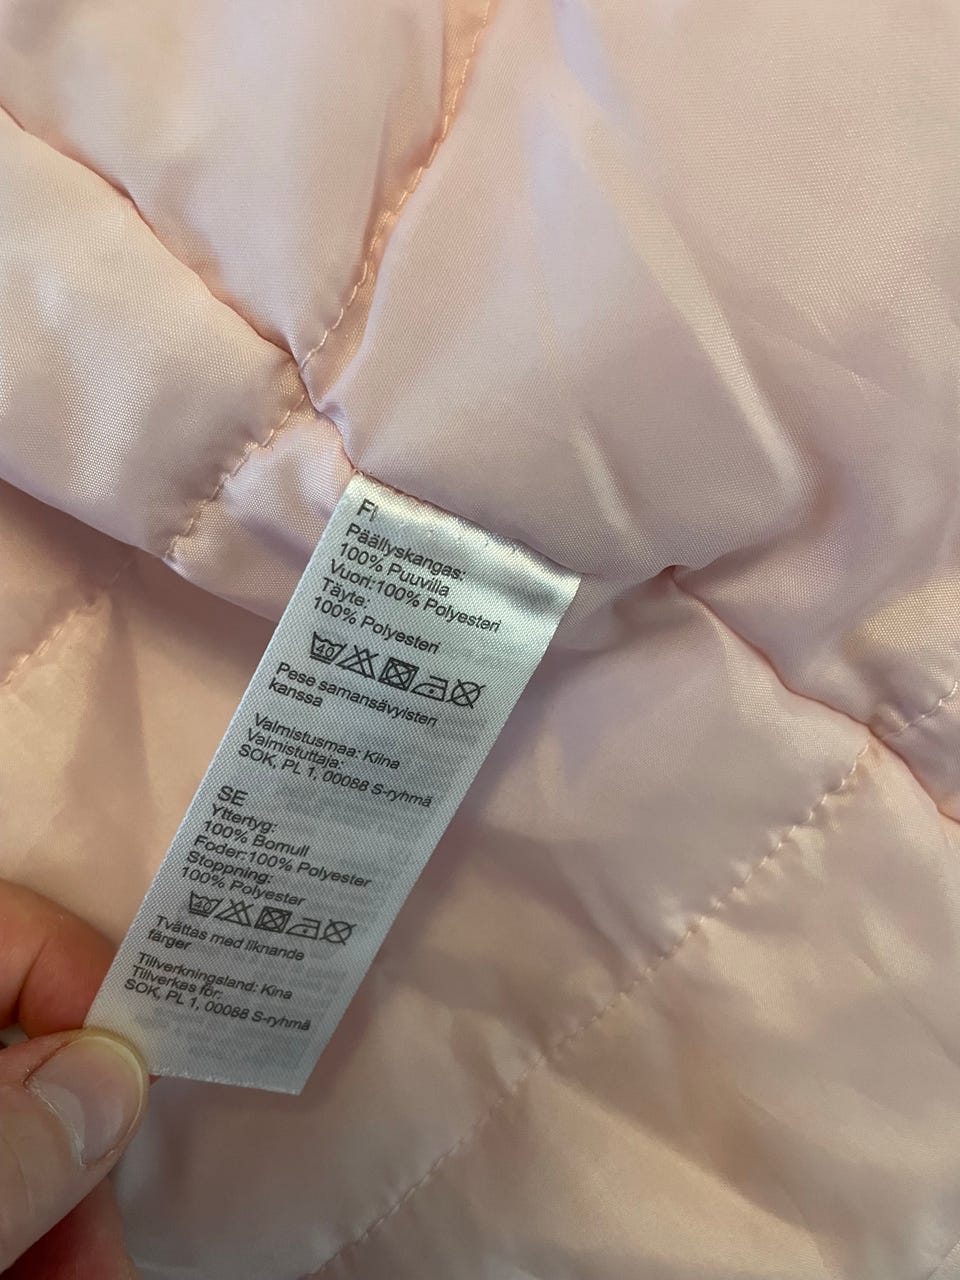 FI
Päällyskangas:
100% Puuvilla
Vuori:100% Polyesteri
Täyte:
100% Polyesteri
40
Pese samansävyisten
kanssa
Valmistusmaa: Kiina
Valmistuttaja:
SOK, PL 1, 00088 S-ryhmä
SE
Yttertyg:
100% Bomull
Foder:100% Polyester
Stoppning:
100% Polyester
40
Tvättas med liknande
färger
Tillverkningsland: Kina
Tillverkas för:
SOK, PL 1, 00088 S-ryhmä